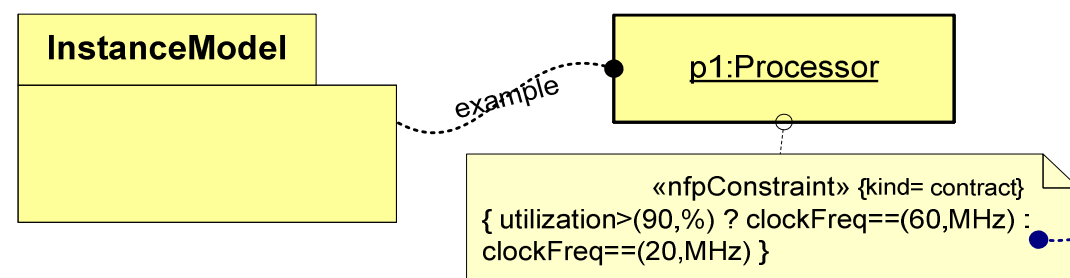 InstanceModel
example
p1:Processor
«nfpConstraint» {kind= contract}
{ utilization>(90,%) ? clockFreq==(60,MHz) :
clockFreq==(20,MHz) }